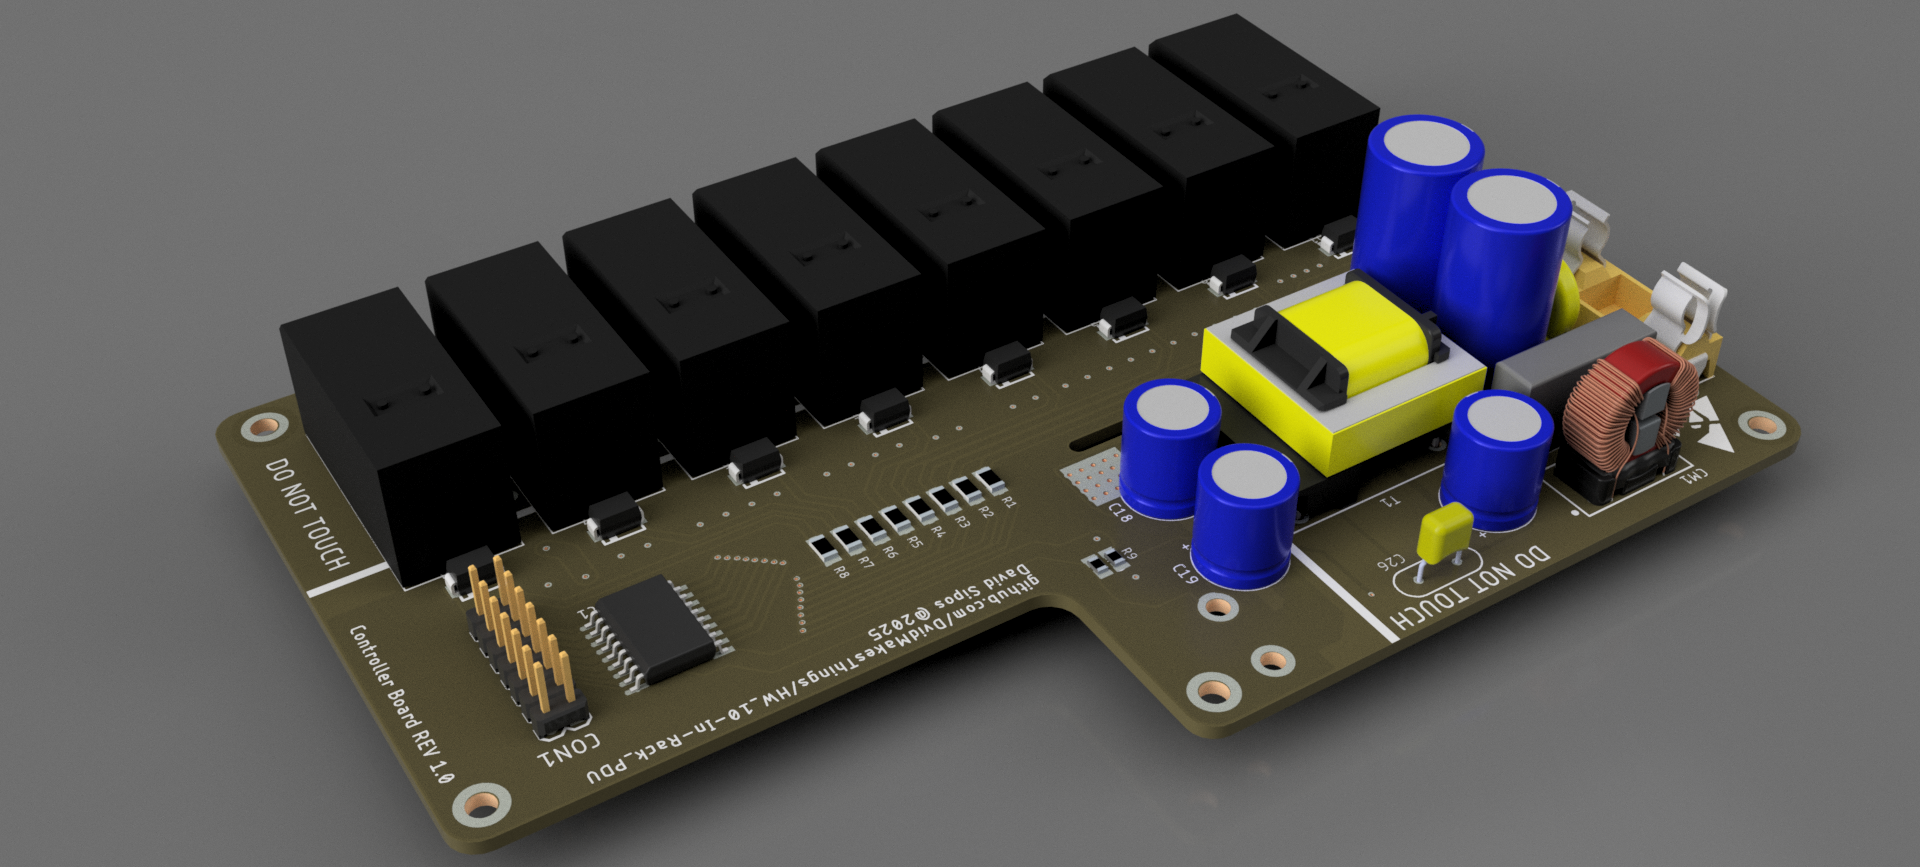 DO NOT TOUCH
Controller Board REV 1.0
CON1
github.com/DvidMakesThings/HW_10-In-Rack_PDU
David Sipos @2025
R1
R2
R3
R4
R5
R6
R7
R8
R9
C18
C19
+
T1
C26
+
CM1
DO NOT TOUCH